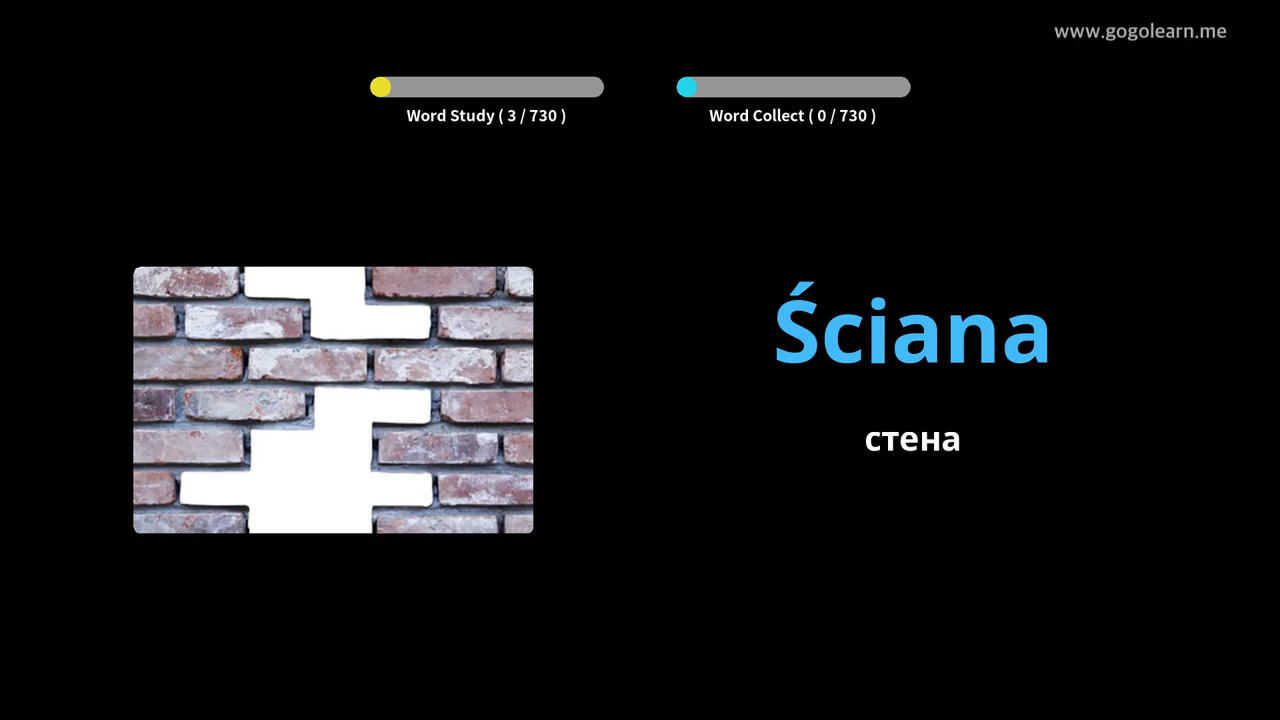 www.gogolearn.me
Word Study ( 3 / 730 )
Word Collect ( 0 / 730 )
Ściana
стена